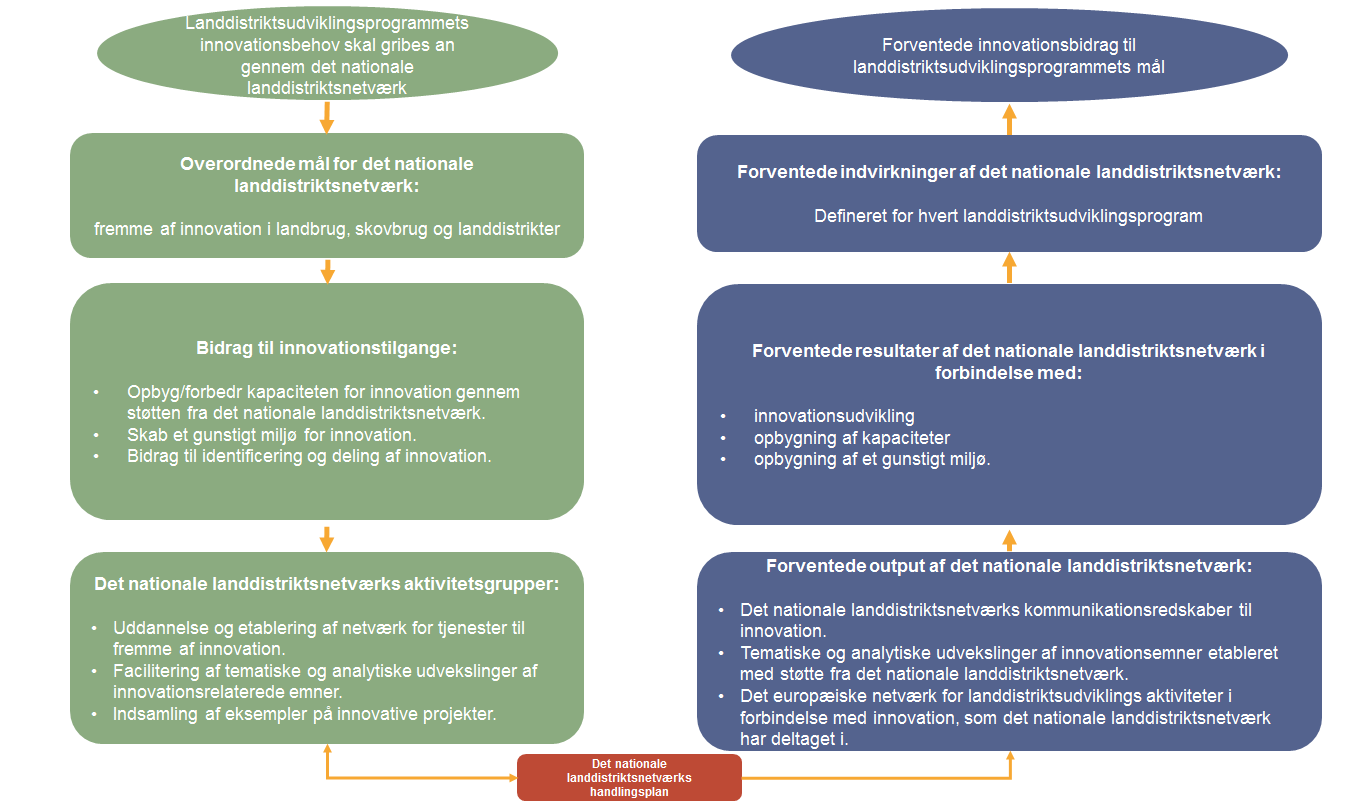 Landdistriktsudviklingsprogrammets
innovationsbehov skal gribes an
gennem det nationale
landdistriktsnetværk
Overordnede mål for det nationale
landdistriktsnetværk:
fremme af innovation i landbrug, skovbrug og landdistrikter
Bidrag til innovationstilgange:
• Opbyg/forbedr kapaciteten for innovation gennem
støtten fra det nationale landdistriktsnetværk.
• Skab et gunstigt miljø for innovation.
• Bidrag til identificering og deling af innovation.
Det nationale landdistriktsnetværks aktivitetsgrupper:
• Uddannelse og etablering af netværk for tjenester til
fremme af innovation.
• Facilitering af tematiske og analytiske udvekslinger af
innovationsrelaterede emner.
• Indsamling af eksempler på innovative projekter.
Det nationale
landdistriktsnetværks
handlingsplan
Forventede innovationsbidrag til
landdistriktsudviklingsprogrammets mål
Forventede indvirkninger af det nationale landdistriktsnetværk:
Defineret for hvert landdistriktsudviklingsprogram
Forventede resultater af det nationale landdistriktsnetværk i
forbindelse med:
• innovationsudvikling
• opbygning af kapaciteter
• opbygning af et gunstigt miljø.
Forventede output af det nationale landdistriktsnetværk:
• Det nationale landdistriktsnetværks kommunikationsredskaber til
innovation.
• Tematiske og analytiske udvekslinger af innovationsemner etableret
med støtte fra det nationale landdistriktsnetværk.
• Det europæiske netværk for landdistriktsudviklings aktiviteter i
forbindelse med innovation, som det nationale landdistriktsnetværk
har deltaget i.